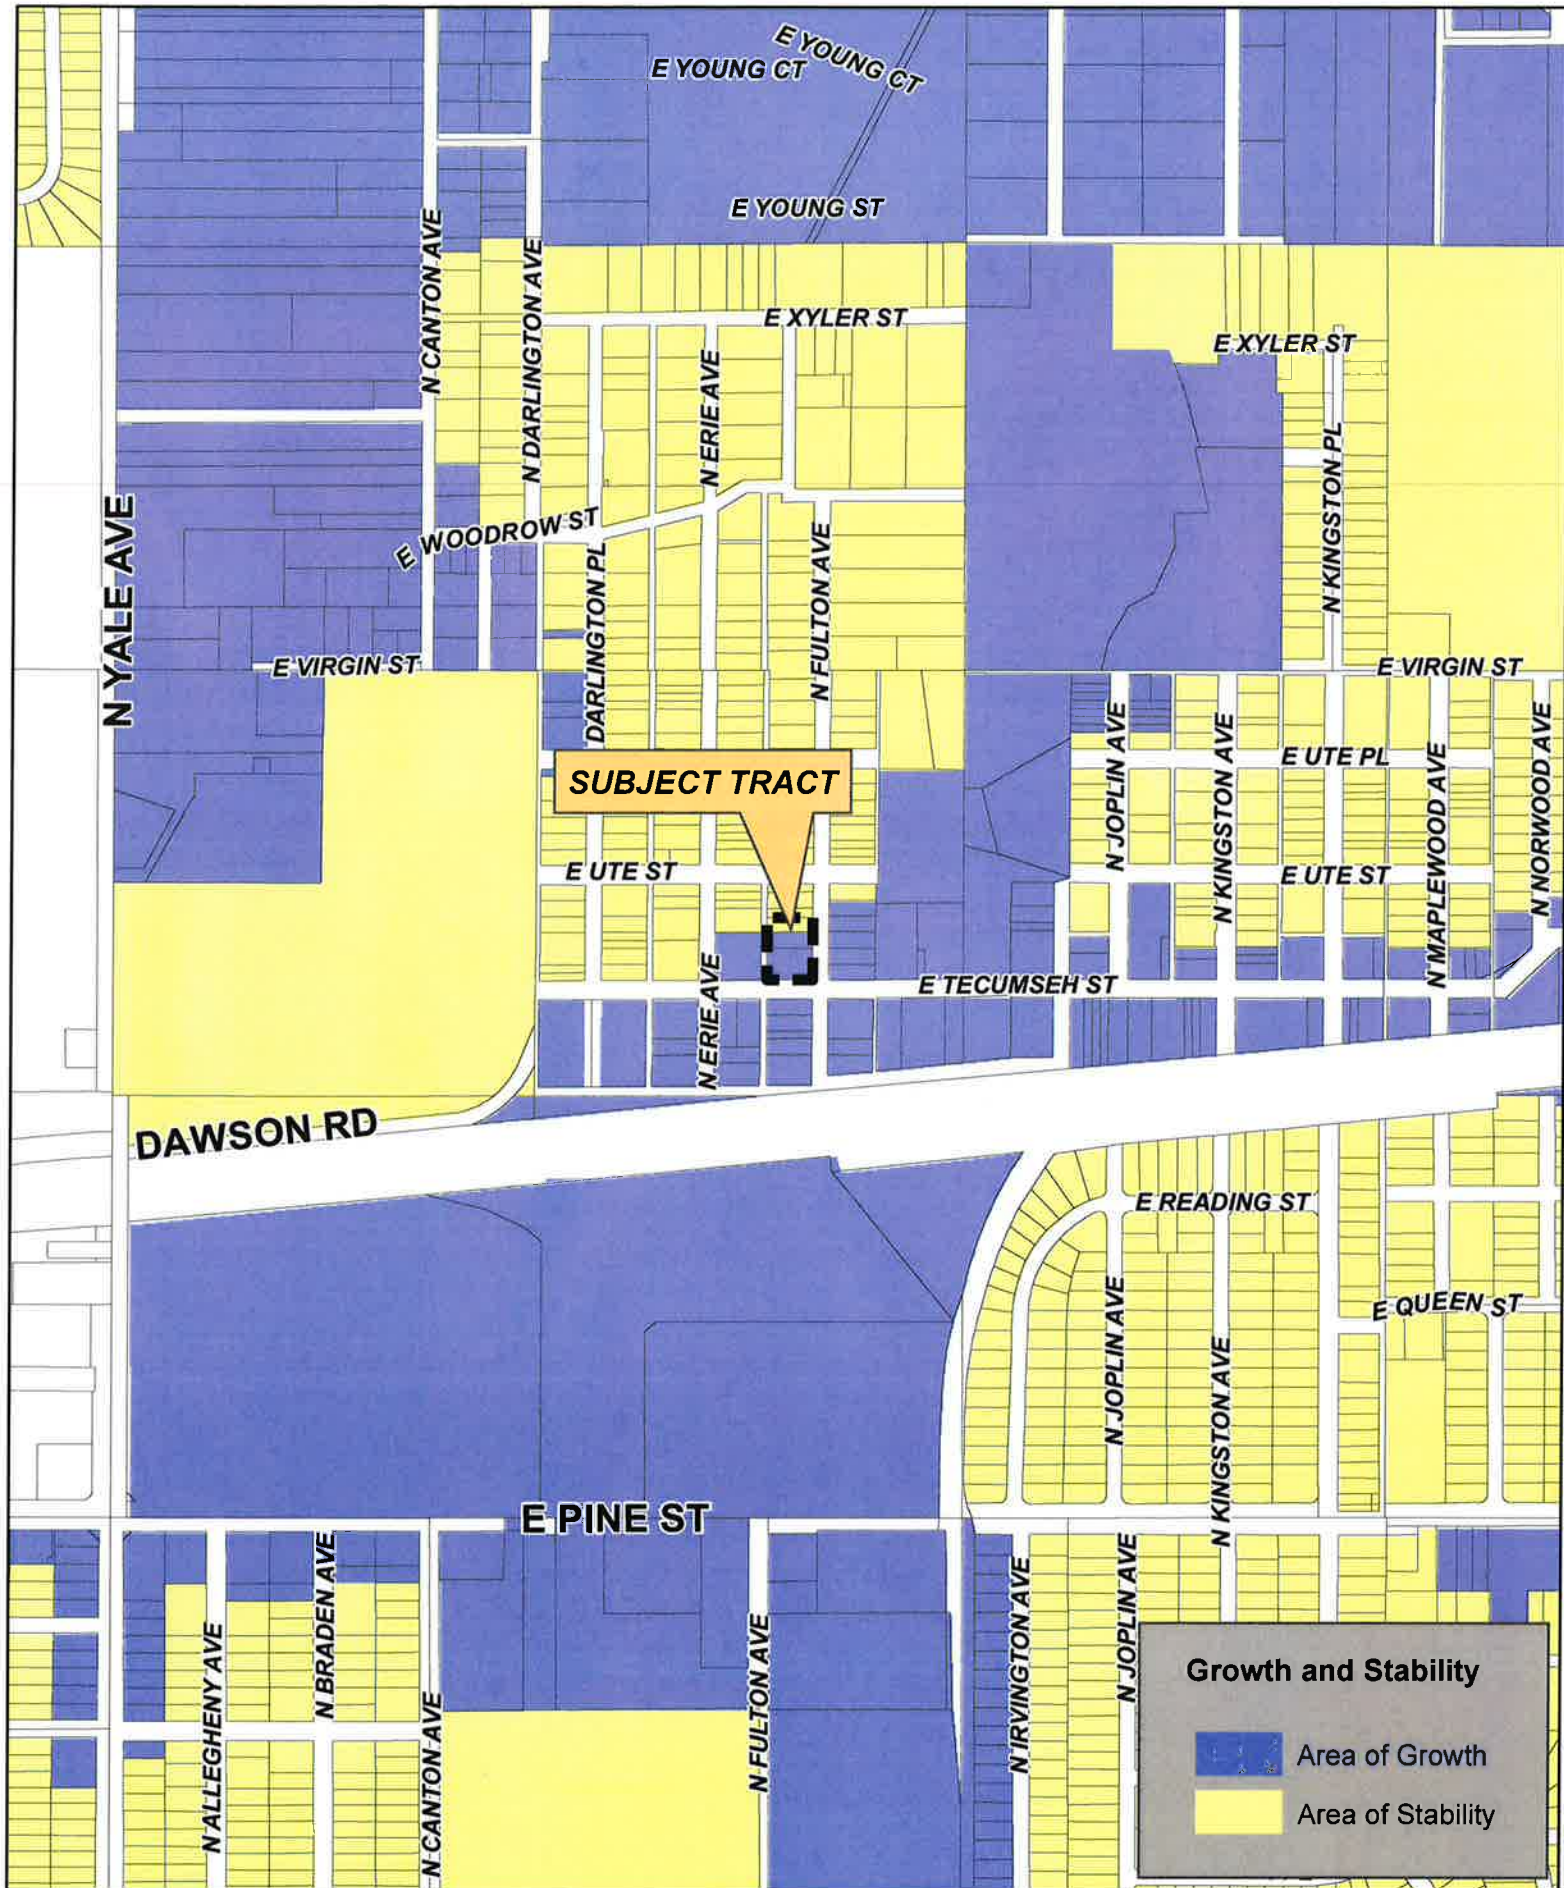 E YOUNG CT
E YOUNG CT
E YOUNG ST
N CANTON AVE
N DARLINGTON AVE
E XYLER ST
E XYLER ST
N ERIE AVE
N KINGSTON PL
E WOODROW ST
N YALE AVE
DARLINGTON PL
N FULTON AVE
E VIRGIN ST
E VIRGIN ST
N JOPLIN AVE
N KINGSTON AVE
E UTE PL
N MAPLEWOOD AVE
N NORWOOD AVE
SUBJECT TRACT
E UTE ST
E UTE ST
N ERIE AVE
E TECUMSEH ST
DAWSON RD
E READING ST
E QUEEN ST
N JOPLIN AVE
N KINGSTON AVE
E PINE ST
N ALLEGHENY AVE
N BRADEN AVE
N CANTON AVE
N FULTON AVE
N IRVINGTON AVE
N JOPLIN AVE
Growth and Stability
Area of Growth
Area of Stability